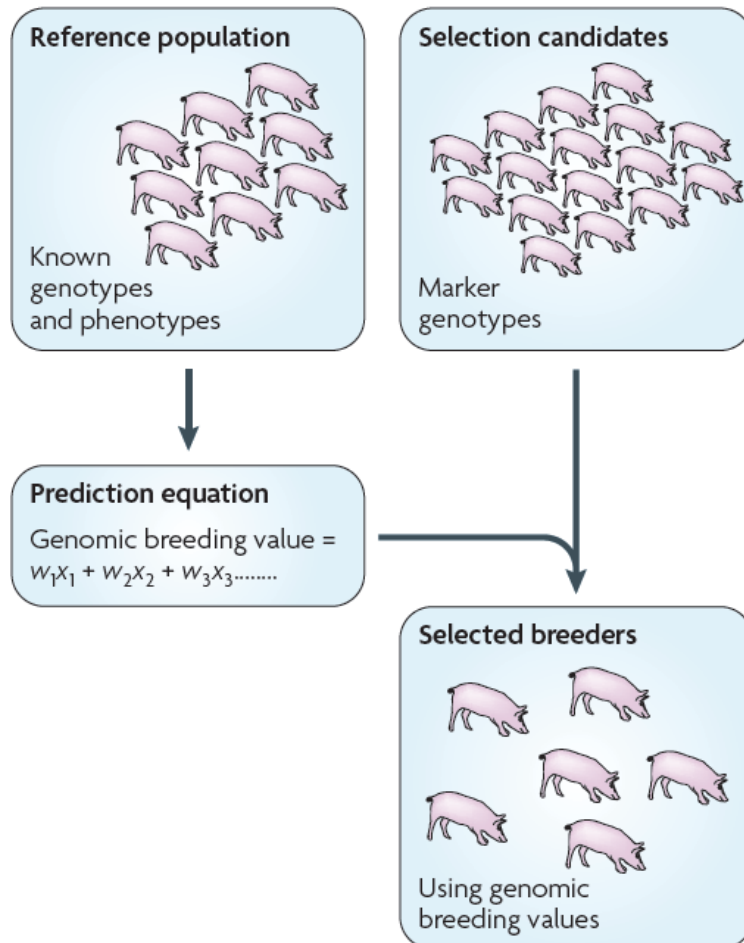 Reference population
Known
genotypes
and phenotypes
Selection candidates
Marker
genotypes
Prediction equation
Genomic breeding value =
w₁x₁ + w₂x₂ + w₃x₃........
Selected breeders
Using genomic
breeding values